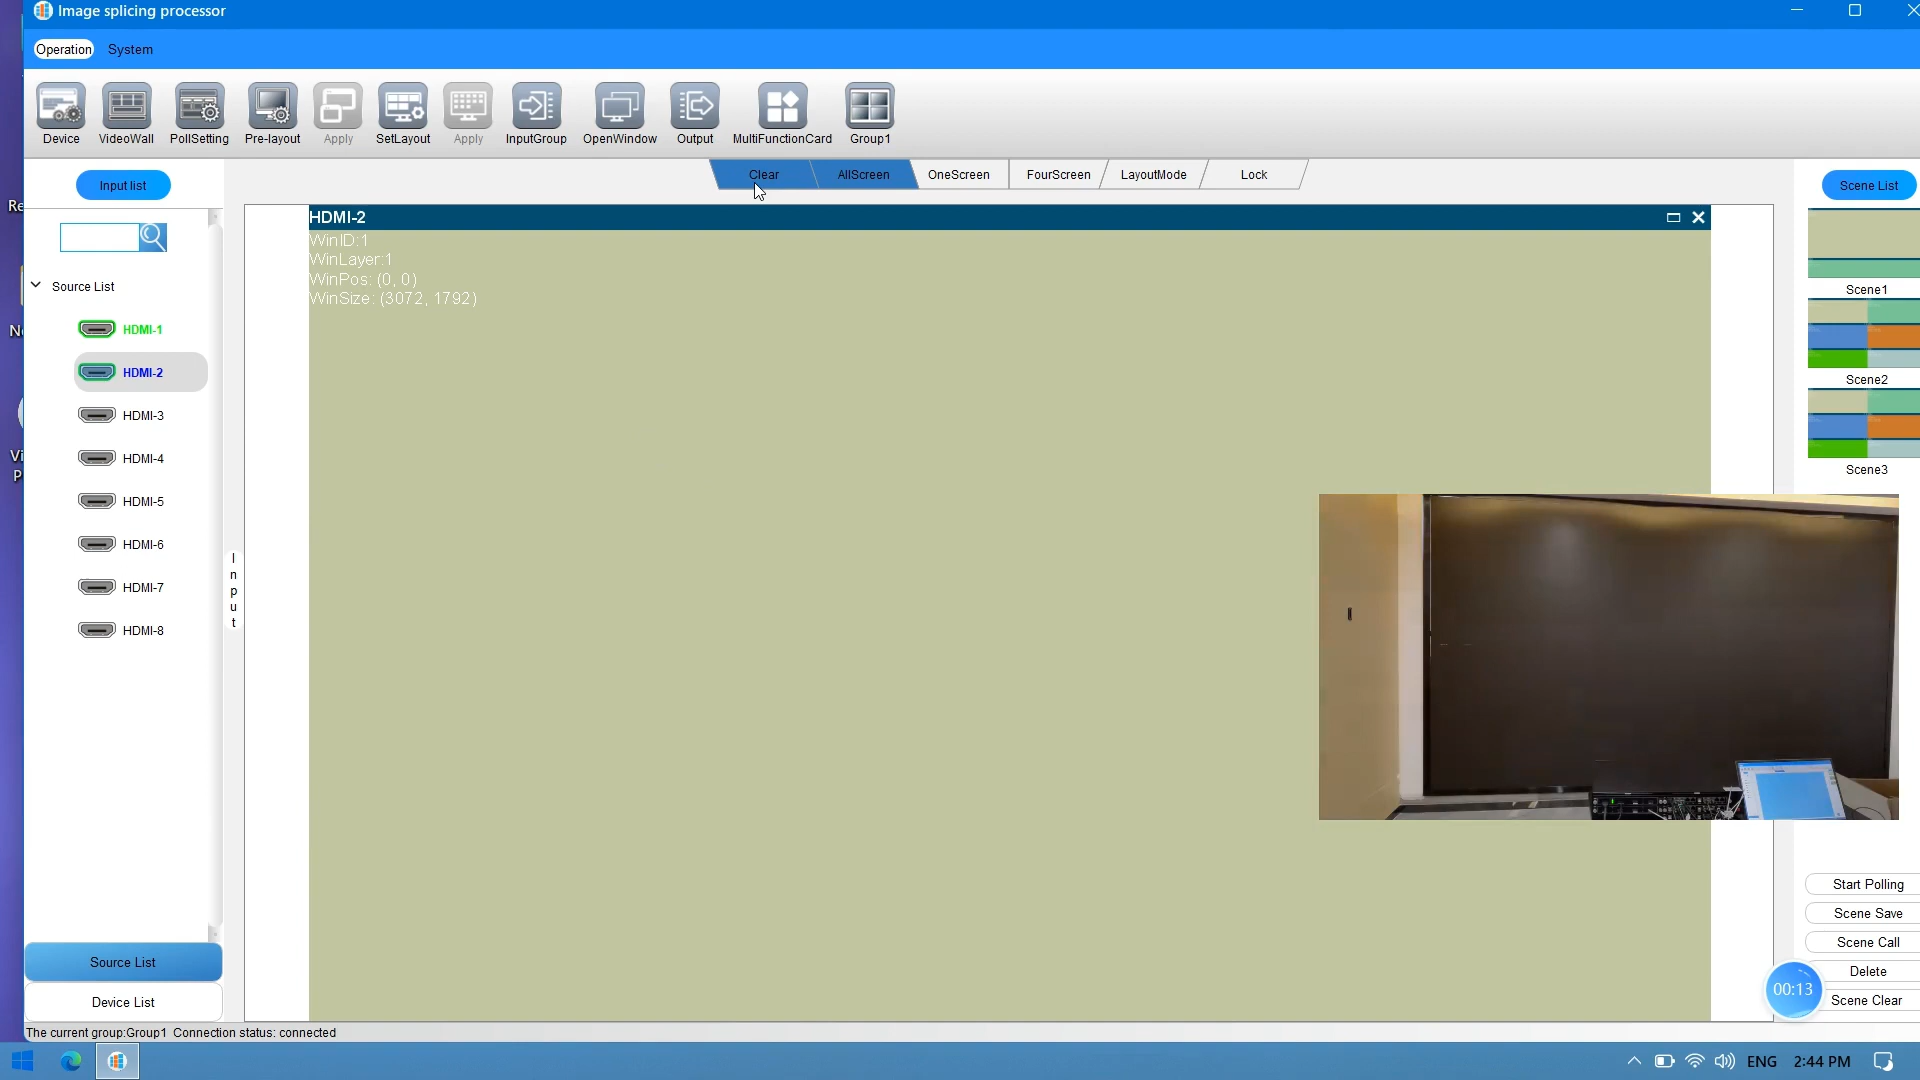 Image splicing processor
Operation System
Device VideoWall PollSetting Pre-layout Apply SetLayout Apply InputGroup OpenWindow Output MultiFunctionCard Group1
Input list
Clear AllScreen OneScreen FourScreen LayoutMode Lock
Scene List
Re
HDMI-2
WinID:1
WinLayer:1
WinPos: (0, 0)
WinSize: (3072, 1792)
Source List
HDMI-1
HDMI-2
HDMI-3
HDMI-4
HDMI-5
HDMI-6
HDMI-7
HDMI-8
Input
Scene1
Scene2
Scene3
Start Polling
Scene Save
Scene Call
Delete
Scene Clear
00:13
Source List
Device List
The current group:Group1 Connection status: connected
ENG 2:44 PM